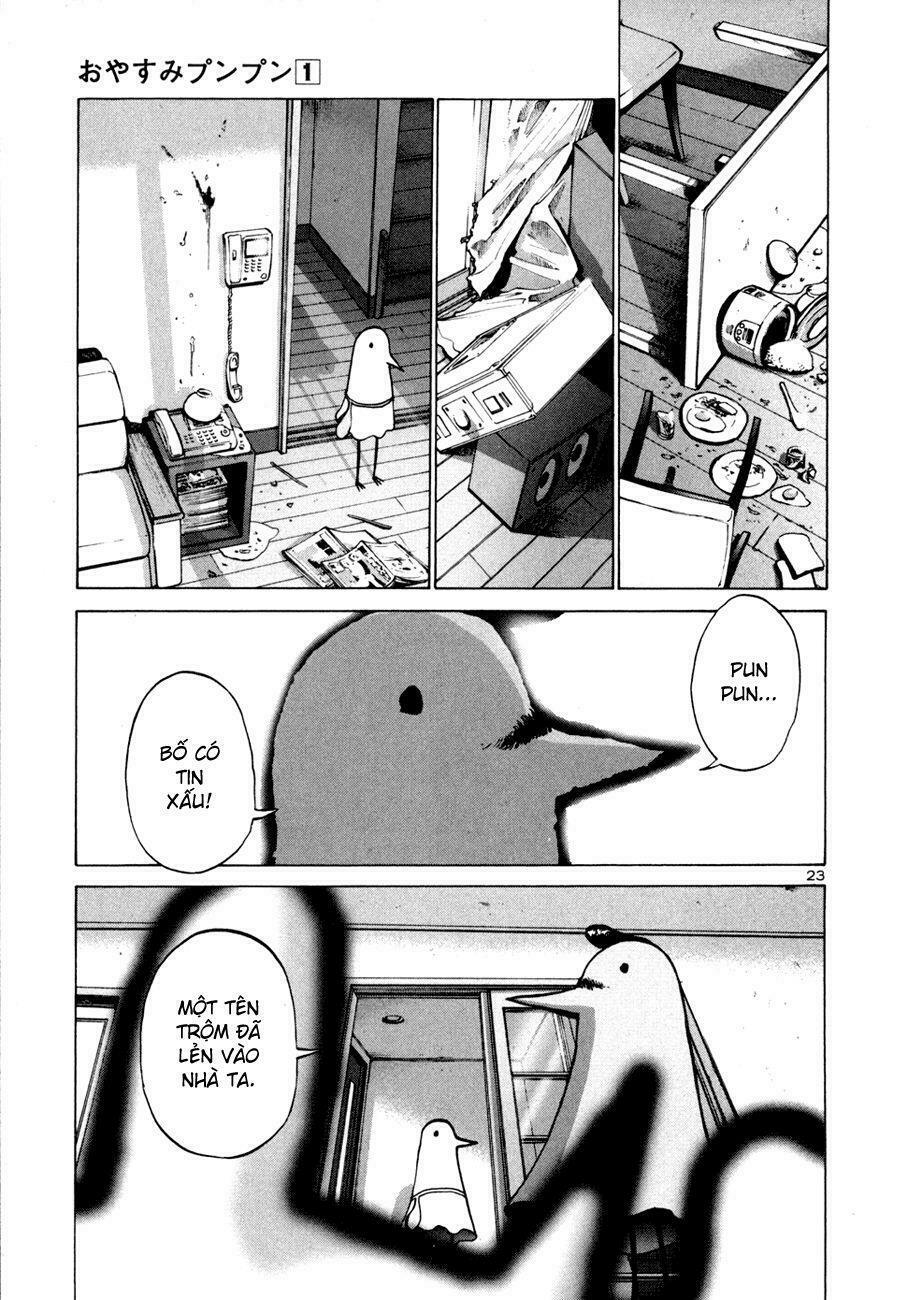 おやすみプンプン1
PUN
PUN...
BỐ CÓ
TIN
XẤU!
23
MỘT TÊN
TRỘM ĐÃ
LẺN VÀO
NHÀ TA.